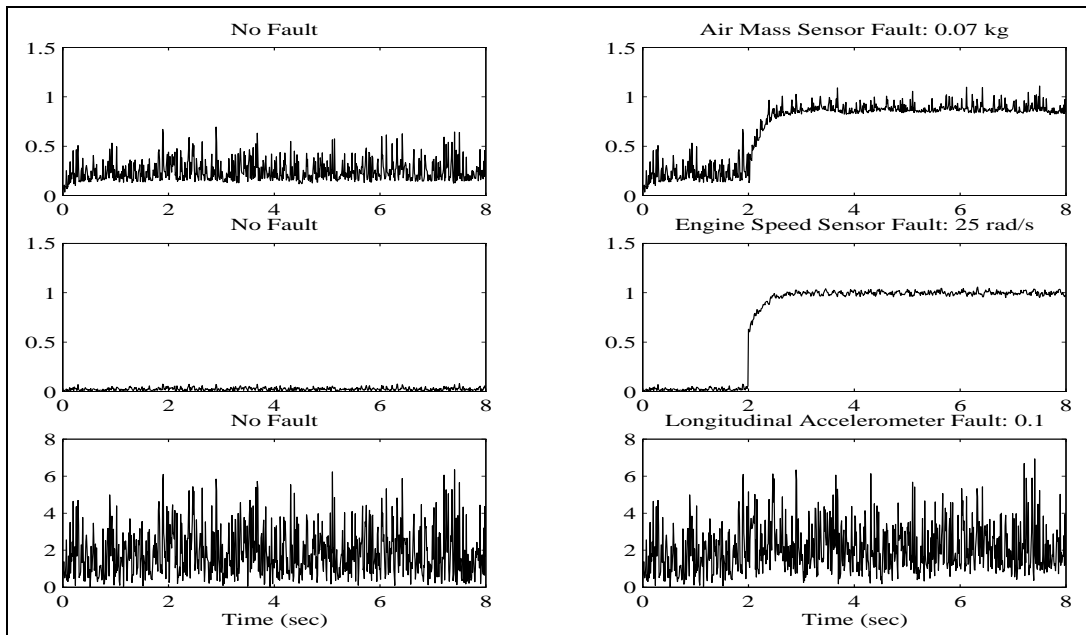 No Fault
1.5
1
0.5
0
0 2 4 6 8
Air Mass Sensor Fault: 0.07 kg
1.5
1
0.5
0
0 2 4 6 8
No Fault
1.5
1
0.5
0
0 2 4 6 8
Engine Speed Sensor Fault: 25 rad/s
1.5
1
0.5
0
0 2 4 6 8
No Fault
8
6
4
2
0
0 2 4 6 8
Time (sec)
Longitudinal Accelerometer Fault: 0.1
8
6
4
2
0
0 2 4 6 8
Time (sec)